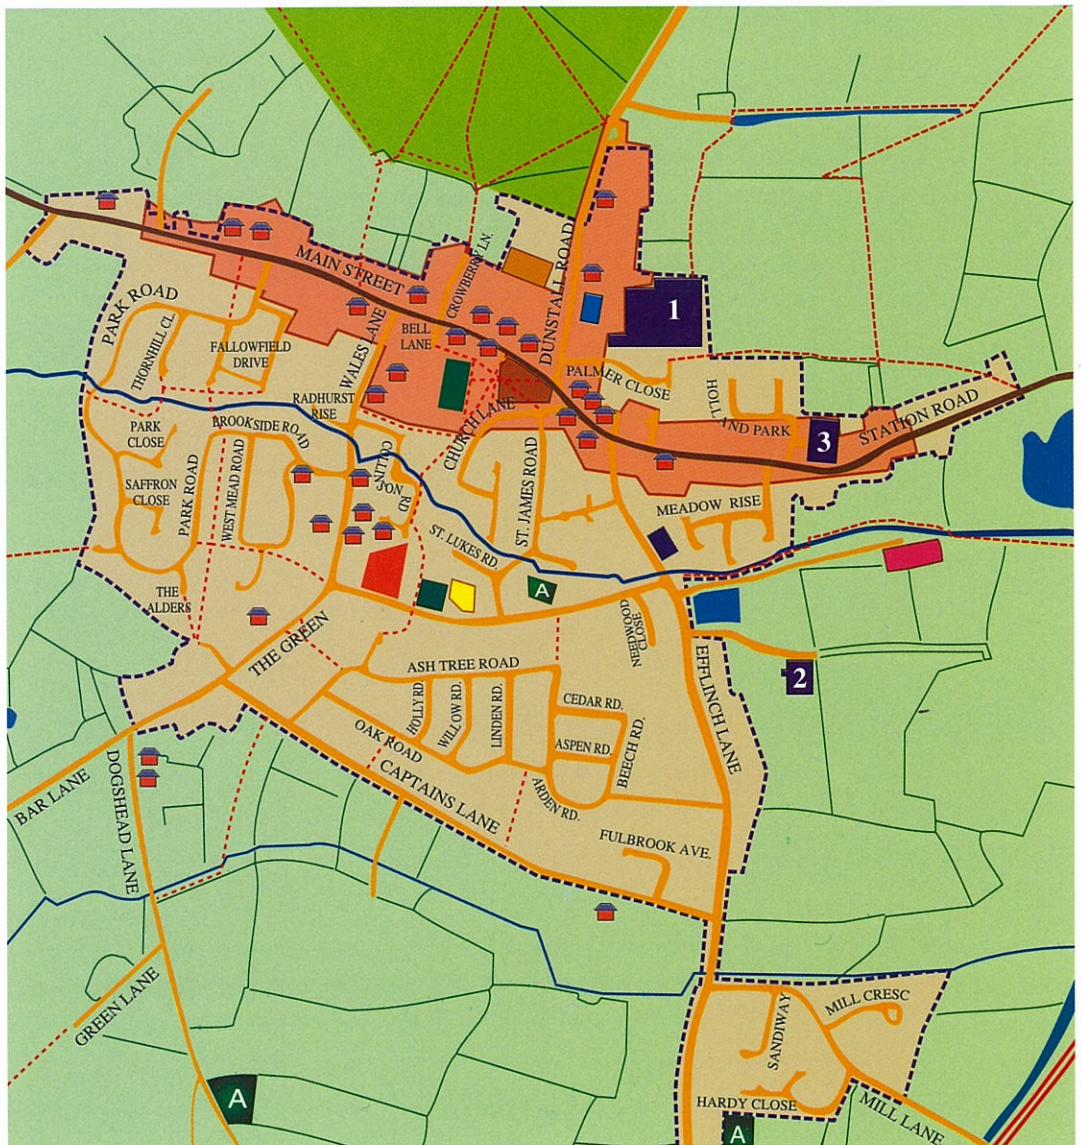 MAIN STREET
CROWBERRY LN.
DUNSTALL ROAD
1
PARK ROAD
THORNHILL CL.
FALLOWFIELD
DRIVE
WALES LANE
BELL
LANE
PALMER CLOSE
HOLLAND PARK
3
STATION ROAD
RADHURST
RISE
CHURCH LANE
PARK
CLOSE
BROOKSIDE ROAD
COLLINSON RD
ST. JAMES ROAD
SAFFRON
CLOSE
PARK ROAD
WEST MEAD ROAD
MEADOW RISE
ST. LUKES RD.
A
THE
ALDERS
THE GREEN
NEEDWOOD
CLOSE
EFFLINCH LANE
2
ASH TREE ROAD
HOLLY RD.
WILLOW RD.
LINDEN RD.
CEDAR RD.
ASPEN RD.
BEECH RD.
OAK ROAD
ARDEN RD.
CAPTAINS LANE
FULBROOK AVE.
BAR LANE
DOGSHEAD LANE
GREEN LANE
SANDIWAY
MILL CRESC
HARDY CLOSE
MILL LANE
A
A